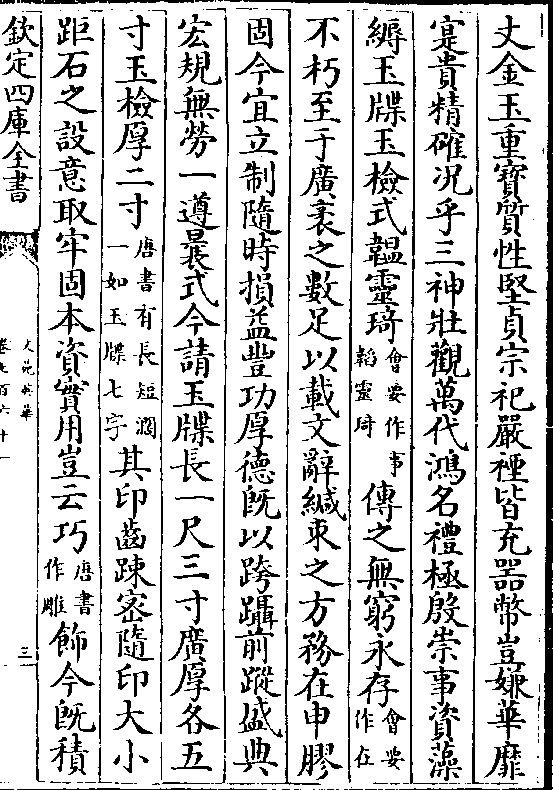 丈金玉重寳質性堅貞宗祀嚴禋皆充器幣豈嫌華靡
寔貴精確况乎三神壯觀萬代鴻名禮極殷崇事資藻
縟玉牒玉檢式韞靈琦會要作事韜靈琦傳之無窮永存會要作在
不朽至于廣袤之數足以載文辭緘束之方務在申膠
固今宜立制隨時損益豐功厚德既以跨躡前蹤盛典
宏規無勞一遵曩式今請玉牒長一尺三寸廣厚各五
寸玉檢厚二寸唐書有長短濶一如玉牒七字其印齒踈宻隨印大小
距石之設意取牢固本資實用豈云巧唐書作雕飾今既積
欽定四庫全書
文苑英華
卷七百六十一
三